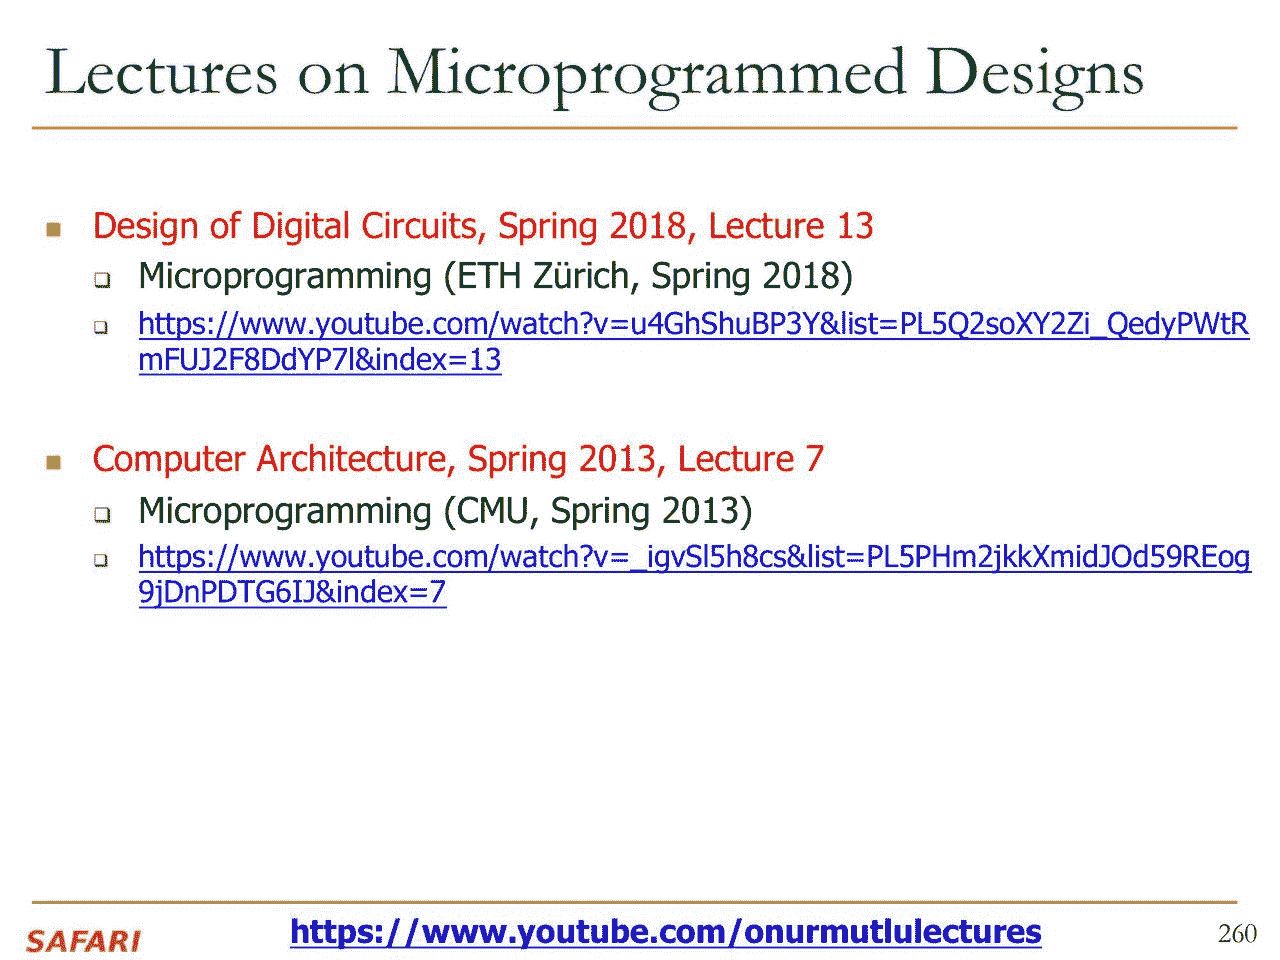 Lectures on Microprogrammed Designs
Design of Digital Circuits, Spring 2018, Lecture 13
Microprogramming (ETH Zürich, Spring 2018)
https://www.youtube.com/watch?v=u4GhShuBP3Y&list=PL5Q2soXY2Zi_QedyPWtR
mFUJ2F8DdYP7l&index=13
Computer Architecture, Spring 2013, Lecture 7
Microprogramming (CMU, Spring 2013)
https://www.youtube.com/watch?v=_igvSl5h8cs&list=PL5PHm2jkkXmidJOd59REog
9jDnPDTG6IJ&index=7
SAFARI
https://www.youtube.com/onurmutlulectures
260